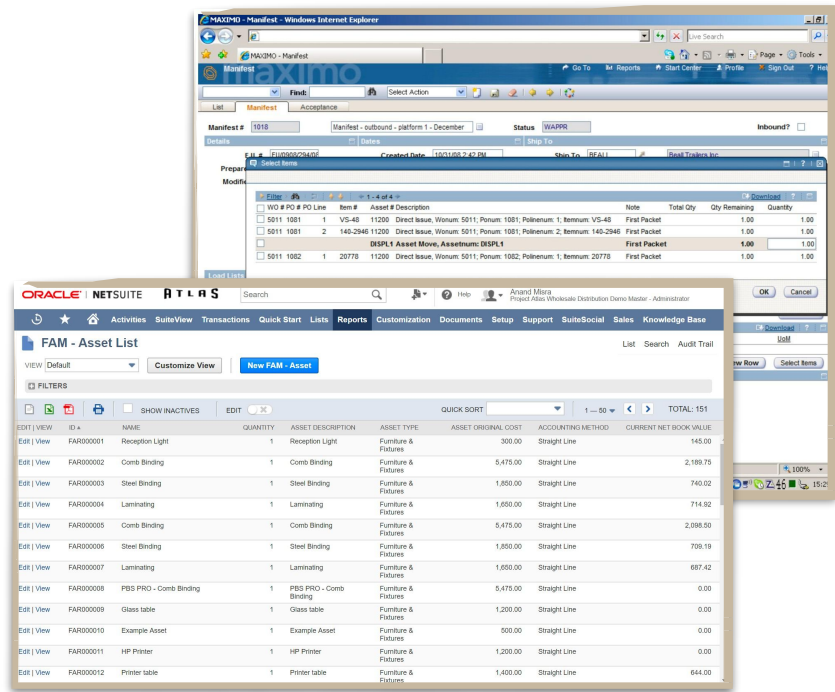 MAXIMO - Manifest - Windows Internet Explorer
Live Search
MAXIMO - Manifest
Page Tools
Manifest
maximo
Go To Reports Start Center Profile Sign Out ? Hel
Find: Select Action
List Manifest Acceptance
Manifest # 1018 Manifest - outbound - platform 1 - December Status WAPPR Inbound?
Details Dates Ship To
Created Date 10/31/08 2:42 PM Ship To BEALL Beall Trailers Inc
Prepare Select Items
Modifie
Filter 1 - 4 of 4 Download
WO # PO # PO Line Item # Asset # Description Note Total Qty Qty Remaining Quantity
5011 1081 1 VS-48 11200 Direct Issue, Wonum: 5011; Ponum: 1081; Polinenum: 1; Itemnum: VS-48 First Packet 1.00 1.00
5011 1081 2 140-2946 11200 Direct Issue, Wonum: 5011; Ponum: 1081; Polinenum: 2; Itemnum: 140-2946 First Packet 1.00 1.00
DISPL1 Asset Move, Assetnum: DISPL1 First Packet 1.00 1.00
5011 1082 1 20778 11200 Direct Issue, Wonum: 5011; Ponum: 1082; Polinenum: 1; Itemnum: 20778 First Packet 1.00 1.00
Load Lists
OK Cancel
Download
UoM
ew Row Select Items
100%
15:29
ORACLE | NETSUITE ATLAS Search Help Anand Misra
Project Atlas Wholesale Distribution Demo Master - Administrator
Activities SuiteView Transactions Quick Start Lists Reports Customization Documents Setup Support SuiteSocial Sales Knowledge Base
FAM - Asset List List Search Audit Trail
VIEW Default Customize View New FAM - Asset
FILTERS
SHOW INACTIVES EDIT QUICK SORT 1 — 50 TOTAL: 151
EDIT | VIEW ID NAME QUANTITY ASSET DESCRIPTION ASSET TYPE ASSET ORIGINAL COST ACCOUNTING METHOD CURRENT NET BOOK VALUE
Edit | View FAR000001 Reception Light 1 Reception Light Furniture & Fixtures 300.00 Straight Line 145.00
Edit | View FAR000002 Comb Binding 1 Comb Binding Furniture & Fixtures 5,475.00 Straight Line 2,189.75
Edit | View FAR000003 Steel Binding 1 Steel Binding Furniture & Fixtures 1,850.00 Straight Line 740.02
Edit | View FAR000004 Laminating 1 Laminating Furniture & Fixtures 1,650.00 Straight Line 714.92
Edit | View FAR000005 Comb Binding 1 Comb Binding Furniture & Fixtures 5,475.00 Straight Line 2,098.50
Edit | View FAR000006 Steel Binding 1 Steel Binding Furniture & Fixtures 1,850.00 Straight Line 709.19
Edit | View FAR000007 Laminating 1 Laminating Furniture & Fixtures 1,650.00 Straight Line 687.42
Edit | View FAR000008 PBS PRO - Comb Binding 1 PBS PRO - Comb Binding Furniture & Fixtures 5,475.00 Straight Line 0.00
Edit | View FAR000009 Glass table 1 Glass table Furniture & Fixtures 1,200.00 Straight Line 0.00
Edit | View FAR000010 Example Asset 1 Example Asset Furniture & Fixtures 500.00 Straight Line 0.00
Edit | View FAR000011 HP Printer 1 HP Printer Furniture & Fixtures 1,200.00 Straight Line 0.00
Edit | View FAR000012 Printer table 1 Printer table Furniture & Fixtures 1,400.00 Straight Line 644.00